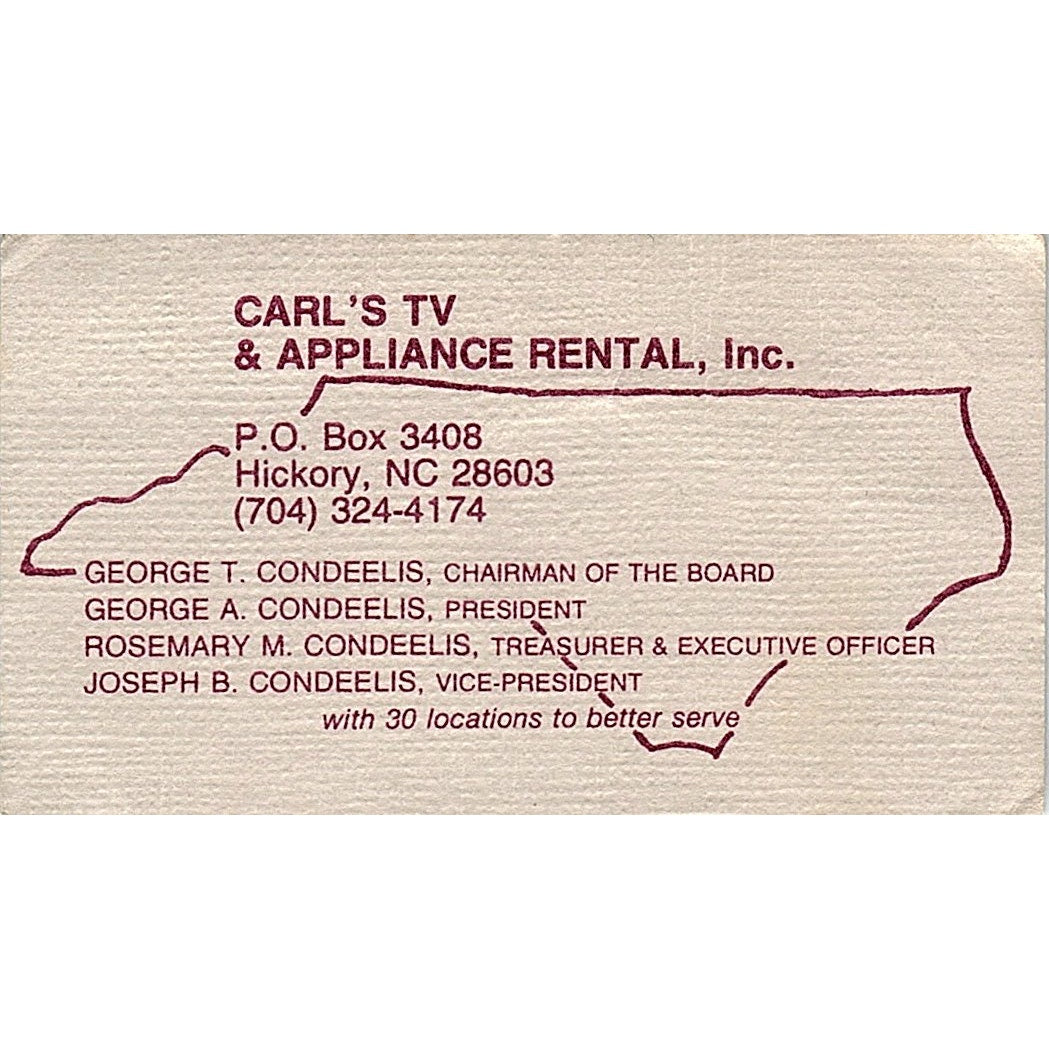 CARL'S TV
& APPLIANCE RENTAL, Inc.
P.O. Box 3408
Hickory, NC 28603
(704) 324-4174
GEORGE T. CONDEELIS, CHAIRMAN OF THE BOARD
GEORGE A. CONDEELIS, PRESIDENT
ROSEMARY M. CONDEELIS, TREASURER & EXECUTIVE OFFICER
JOSEPH B. CONDEELIS, VICE-PRESIDENT
with 30 locations to better serve